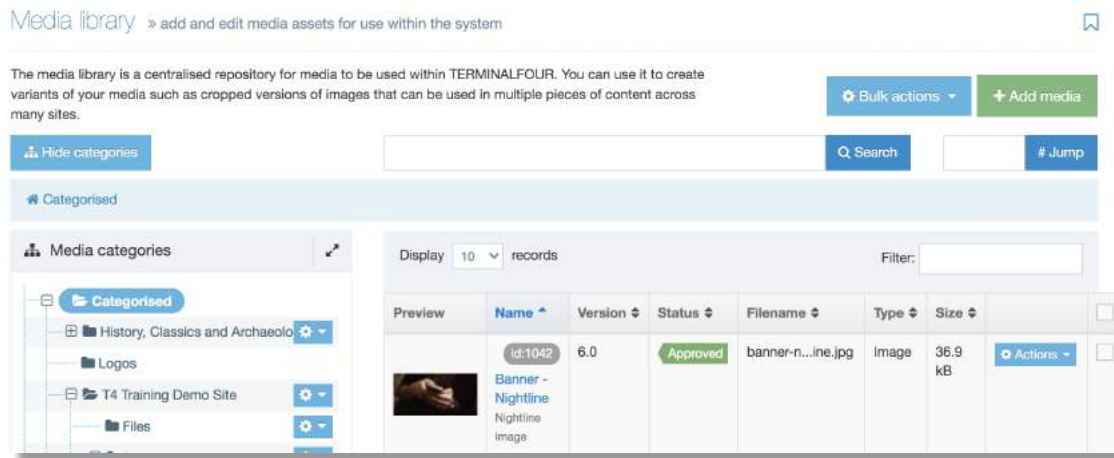 Media library » add and edit media assets for use within the system
The media library is a centralised repository for media to be used within TERMINALFOUR. You can use it to create
variants of your media such as cropped versions of images that can be used in multiple pieces of content across
many sites.
Bulk actions
+ Add media
Hide categories
Search
# Jump
Categorised
Media categories
Display 10 records
Filter:
Categorised
History, Classics and Archaeolo
Logos
T4 Training Demo Site
Files
Preview Name Version Status Filename Type Size
id:1042 6.0 Approved banner-n...ine.jpg Image 36.9 Actions
kB
Banner -
Nightline
Nightline
image.